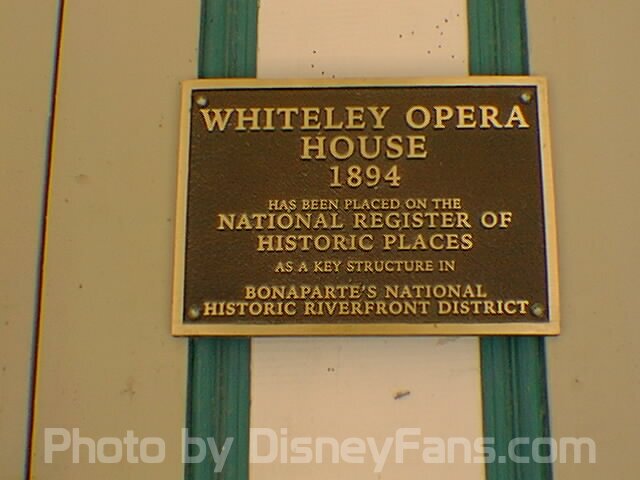 WHITELEY OPERA
HOUSE
1894
HAS BEEN PLACED ON THE
NATIONAL REGISTER OF
HISTORIC PLACES
AS A KEY STRUCTURE IN
BONAPARTE'S NATIONAL
HISTORIC RIVERFRONT DISTRICT
Photo by DisneyFans.com